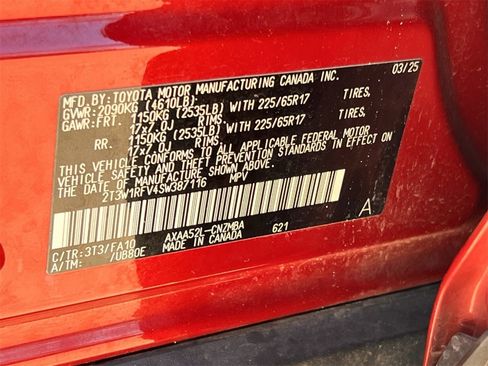 MFD. BY: TOYOTA MOTOR MANUFACTURING CANADA INC. 03/25
GVWR: 2090KG (4610LB)
GAWR: FRT. 1150KG (2535LB) WITH 225/65R17 TIRES,
17x7.0J RIMS
RR. 1150KG (2535LB) WITH 225/65R17 TIRES,
17x7.0J RIMS
THIS VEHICLE CONFORMS TO ALL APPLICABLE FEDERAL MOTOR
VEHICLE SAFETY AND THEFT PREVENTION STANDARDS IN EFFECT ON
THE DATE OF MANUFACTURE SHOWN ABOVE.
2T3W1RFV4SW387116 MPV
C/TR: 3T3/FA10 AXAA52L-CNZMBA 621 A
A/TM: /UB80E MADE IN CANADA